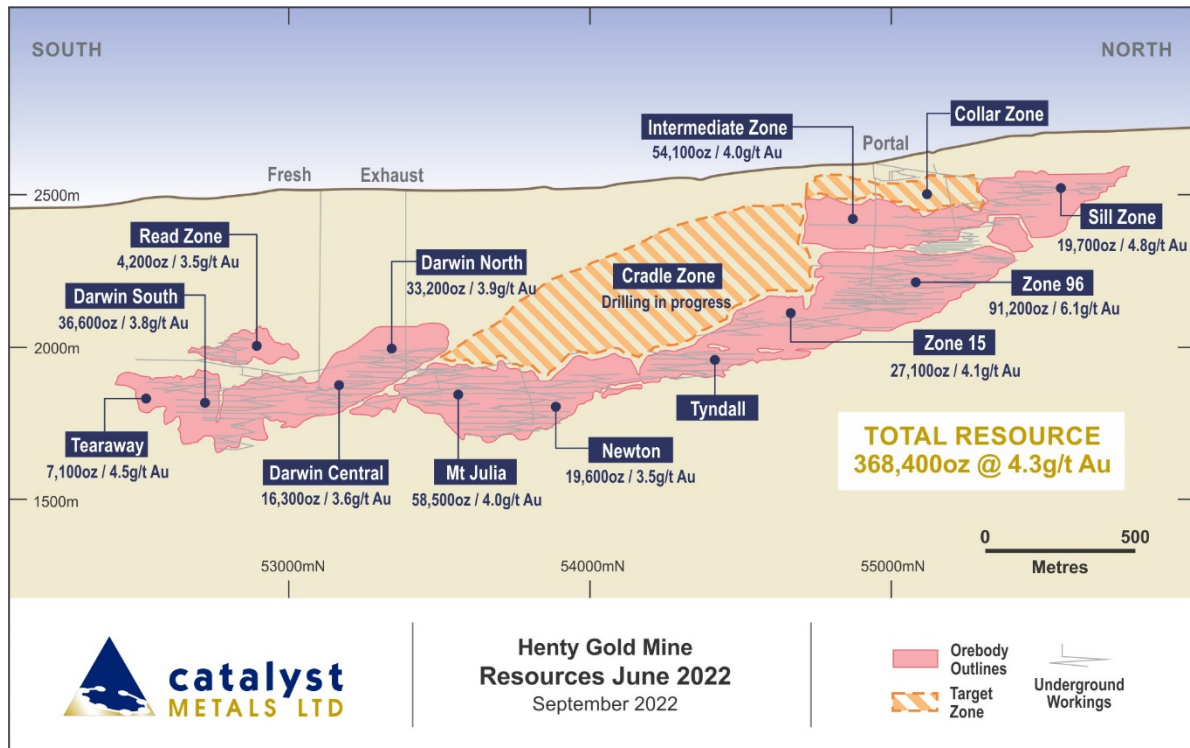 SOUTH
NORTH
Collar Zone
Intermediate Zone
54,100oz / 4.0g/t Au
Portal
Fresh
Exhaust
2500m
Sill Zone
19,700oz / 4.8g/t Au
Read Zone
4,200oz / 3.5g/t Au
Darwin North
33,200oz / 3.9g/t Au
Cradle Zone
Drilling in progress
Zone 96
91,200oz / 6.1g/t Au
Darwin South
36,600oz / 3.8g/t Au
2000m
Zone 15
27,100oz / 4.1g/t Au
Tyndall
Tearaway
7,100oz / 4.5g/t Au
Darwin Central
16,300oz / 3.6g/t Au
Mt Julia
58,500oz / 4.0g/t Au
Newton
19,600oz / 3.5g/t Au
TOTAL RESOURCE
368,400oz @ 4.3g/t Au
1500m
0
500
Metres
53000mN
54000mN
55000mN
catalyst
METALS LTD
Henty Gold Mine
Resources June 2022
September 2022
Orebody
Outlines
Target
Zone
Underground
Workings